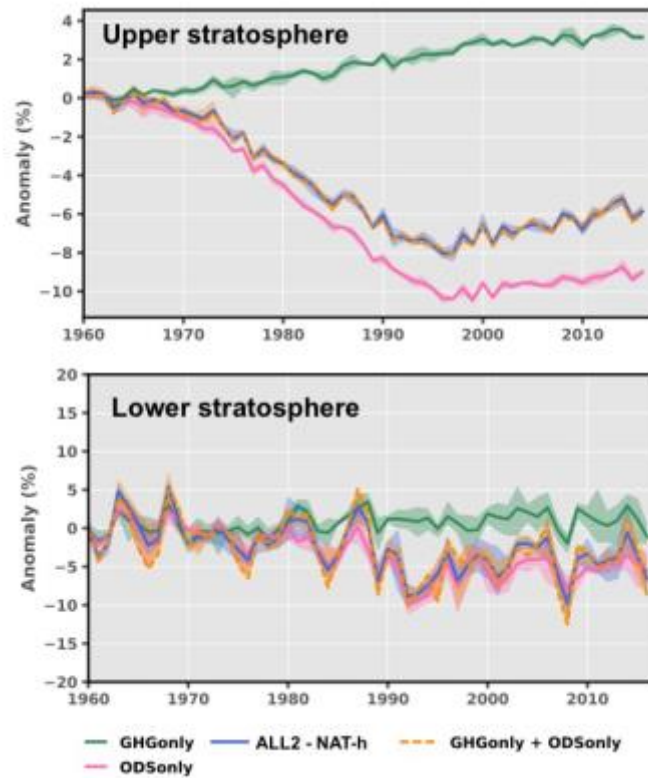 Upper stratosphere
Anomaly (%)
4
2
0
−2
−4
−6
−8
−10
1960 1970 1980 1990 2000 2010
Lower stratosphere
Anomaly (%)
20
15
10
5
0
−5
−10
−15
−20
1960 1970 1980 1990 2000 2010
GHGonly ALL2 - NAT-h GHGonly + ODSonly
ODSonly